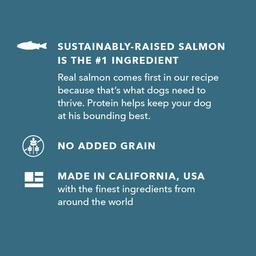 SUSTAINABLY-RAISED SALMON
IS THE #1 INGREDIENT
Real salmon comes first in our recipe
because that's what dogs need to
thrive. Protein helps keep your dog
at his bounding best.
NO ADDED GRAIN
MADE IN CALIFORNIA, USA
with the finest ingredients from
around the world